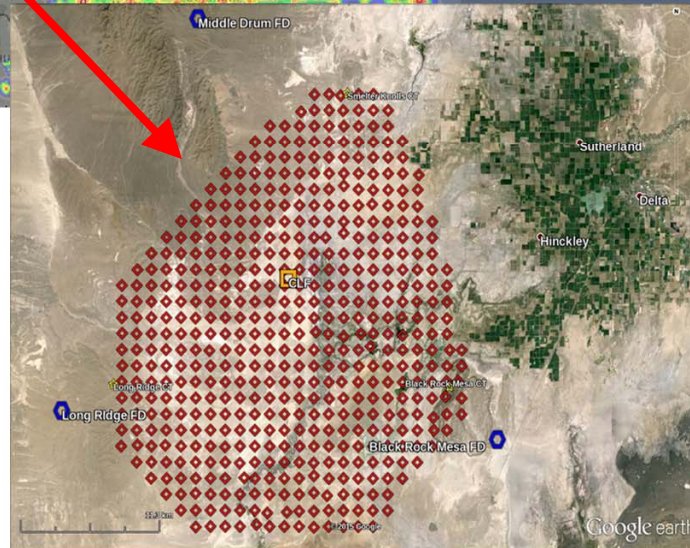 N
Middle Drum FD
Smelter Knolls CT
Sutherland
Delta
Hinckley
CLF
Long Ridge CT
Black Rock Mesa CT
Long Ridge FD
Black Rock Mesa FD
© 2015 Google
Google earth